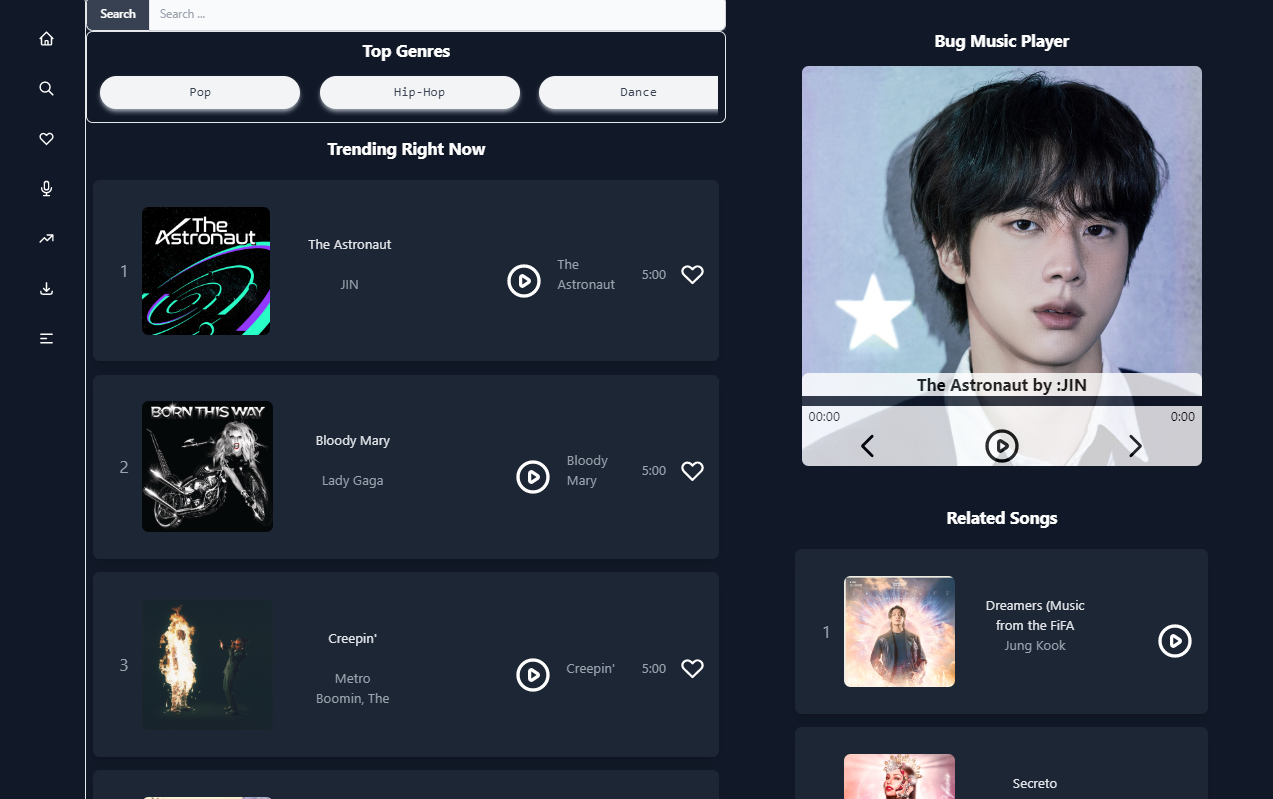 Search
Search ...
Top Genres
Pop
Hip-Hop
Dance
Trending Right Now
1
The
Astronaut
The Astronaut
JIN
The
Astronaut
5:00
2
BORN THIS WAY
Bloody Mary
Lady Gaga
Bloody
Mary
5:00
3
Creepin'
Metro
Boomin, The
Creepin'
5:00
Bug Music Player
The Astronaut by :JIN
00:00
0:00
Related Songs
1
Dreamers (Music
from the FiFA
Jung Kook
Secreto